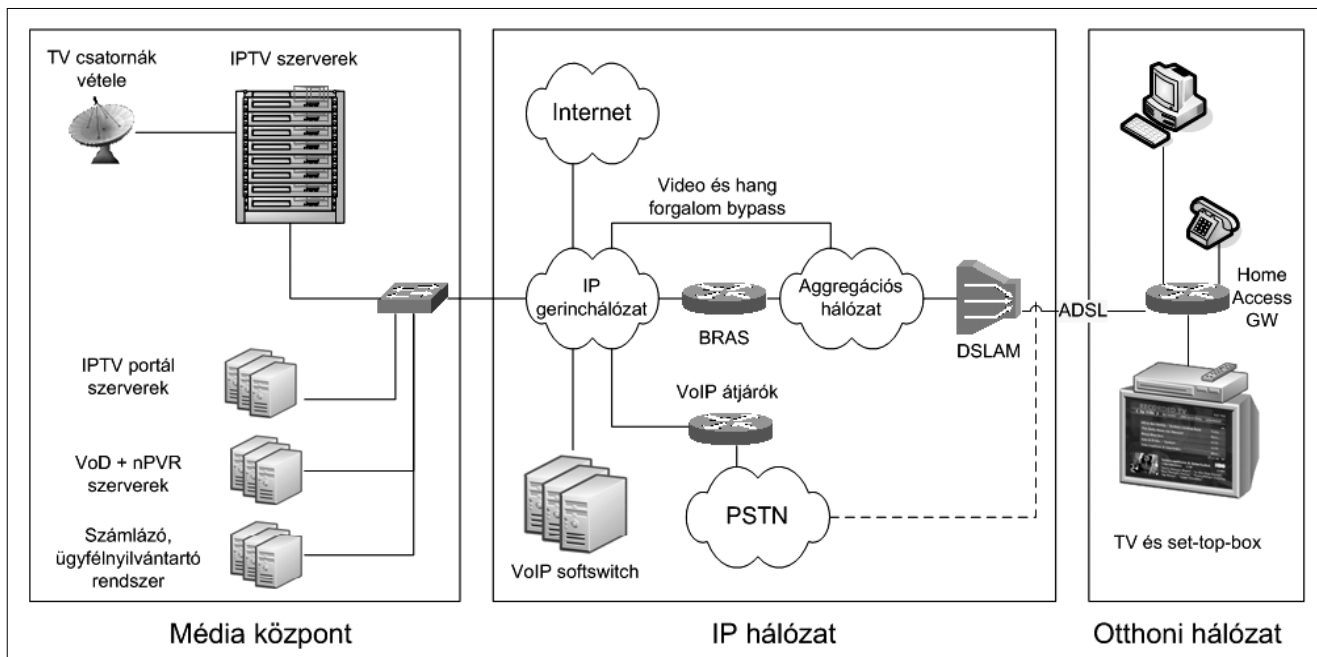 TV csatornák
vétele
IPTV szerverek
IPTV portál
szerverek
VoD + nPVR
szerverek
Számlázó,
ügyfélnyilvántartó
rendszer
Média központ
Internet
Video és hang
forgalom bypass
IP
gerinchálózat
BRAS
Aggregációs
hálózat
DSLAM
VoIP átjárók
PSTN
VoIP softswitch
IP hálózat
ADSL
Home
Access
GW
TV és set-top-box
Otthoni hálózat